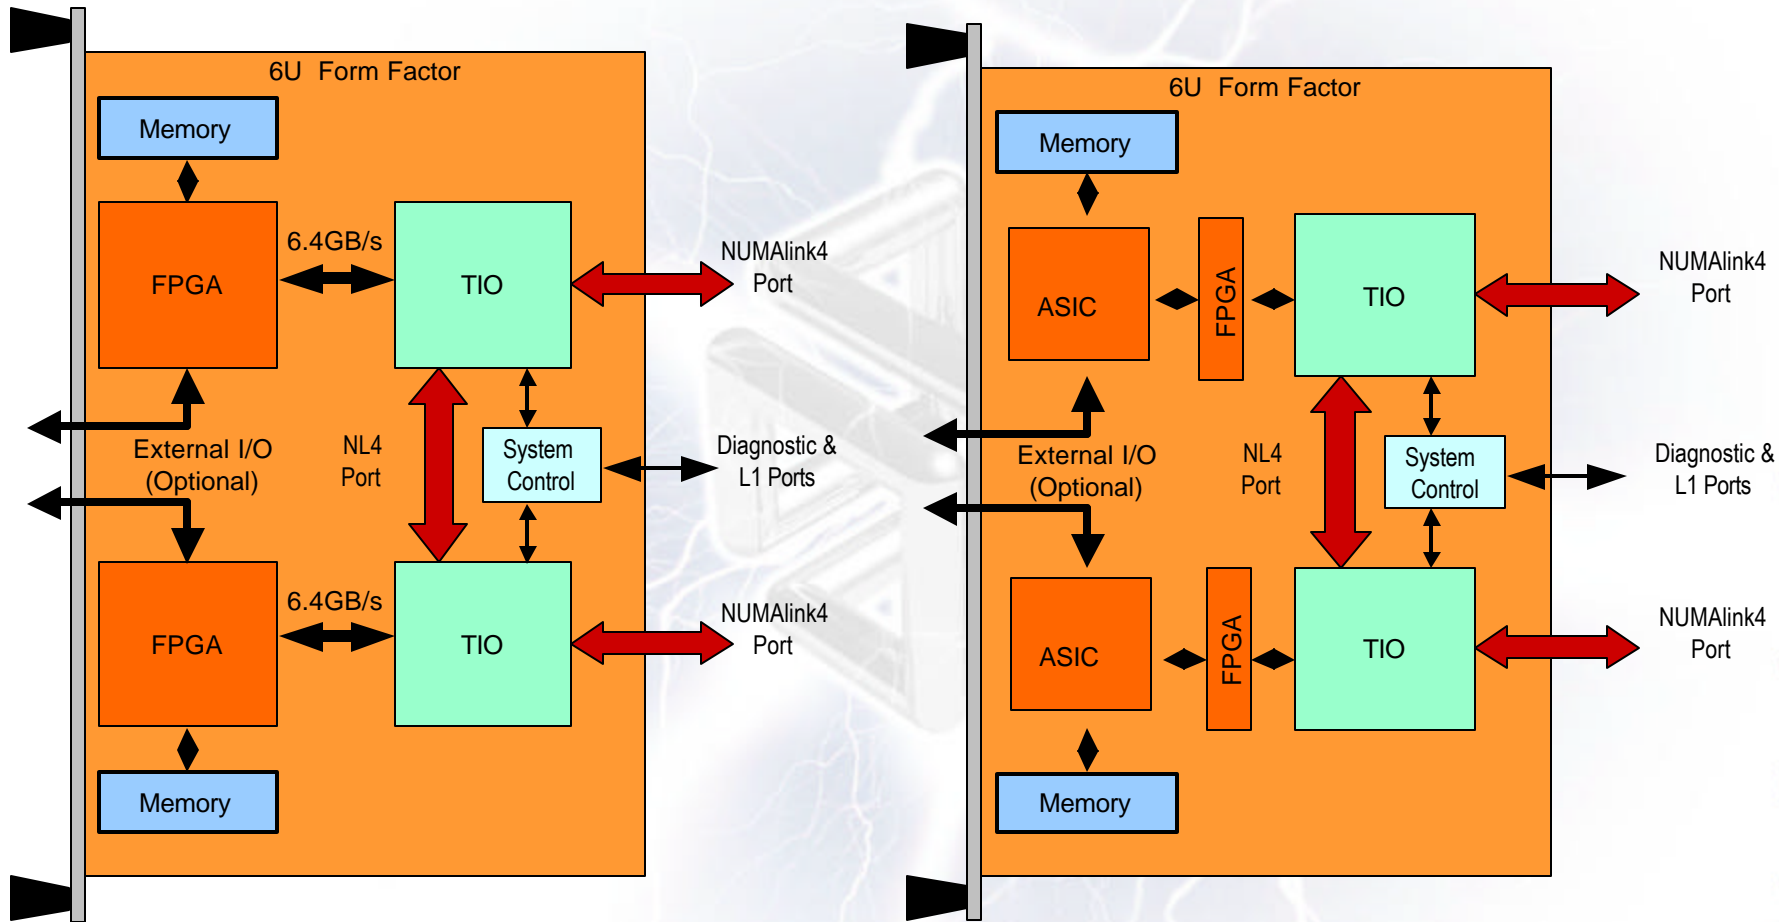 6U Form Factor
Memory
6.4GB/s
FPGA
TIO
NUMAlink4
Port
External I/O
(Optional)
NL4
Port
System
Control
Diagnostic &
L1 Ports
6.4GB/s
FPGA
TIO
NUMAlink4
Port
Memory
6U Form Factor
Memory
ASIC
FPGA
TIO
NUMAlink4
Port
External I/O
(Optional)
NL4
Port
System
Control
Diagnostic &
L1 Ports
ASIC
FPGA
TIO
NUMAlink4
Port
Memory